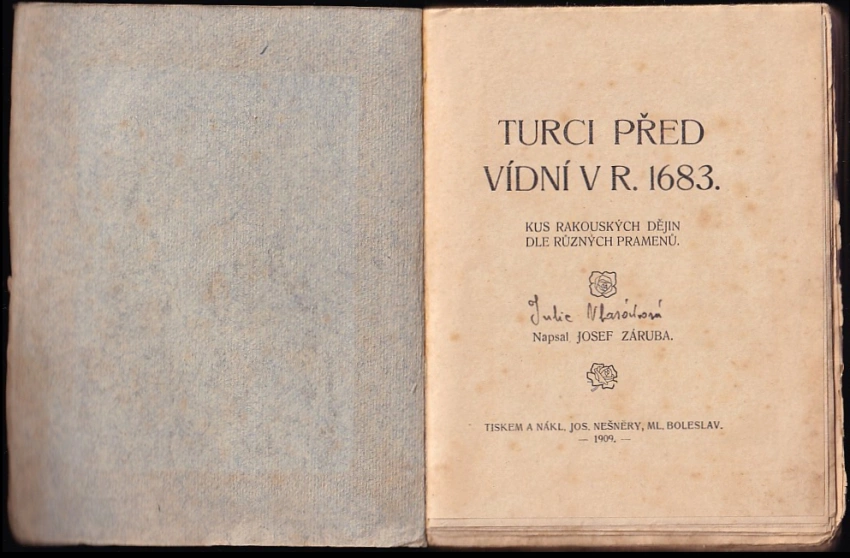 TURCI PŘED
VÍDNÍ V R. 1683.
KUS RAKOUSKÝCH DĚJIN
DLE RŮZNÝCH PRAMENŮ.
Julie
Napsal JOSEF ZÁRUBA.
TISKEM A NÁKL. JOS. NEŠNĚRY, ML. BOLESLAV.
— 1909. —